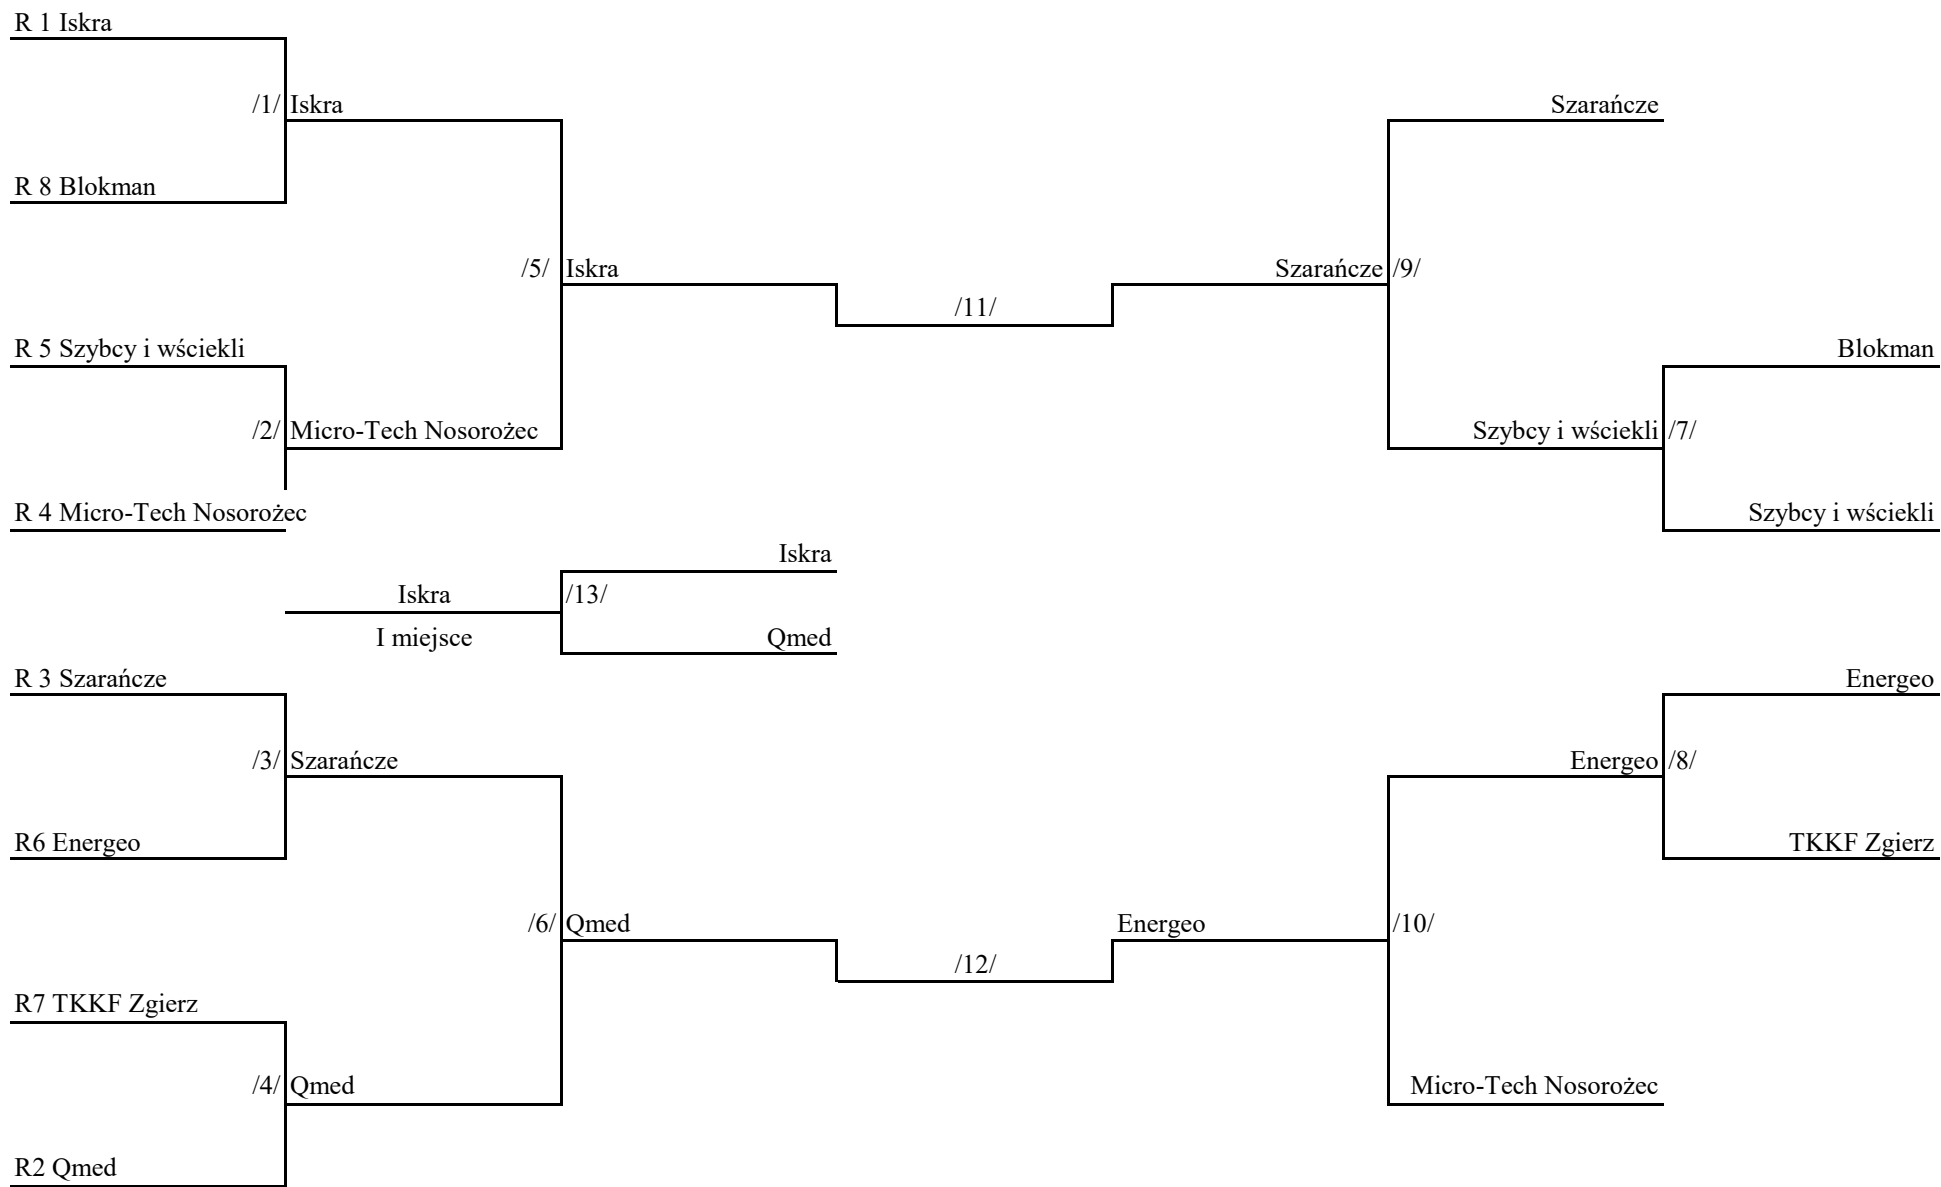 R 1 Iskra
/1/ Iskra
Szarańcze
R 8 Blokman
/5/ Iskra
Szarańcze /9/
/11/
R 5 Szybcy i wściekli
Blokman
/2/ Micro-Tech Nosorożec
Szybcy i wściekli /7/
R 4 Micro-Tech Nosorożec
Szybcy i wściekli
Iskra
Iskra
/13/
I miejsce
Qmed
R 3 Szarańcze
Energeo
/3/ Szarańcze
Energeo /8/
R6 Energeo
TKKF Zgierz
/6/ Qmed
Energeo
/10/
/12/
R7 TKKF Zgierz
/4/ Qmed
Micro-Tech Nosorożec
R2 Qmed